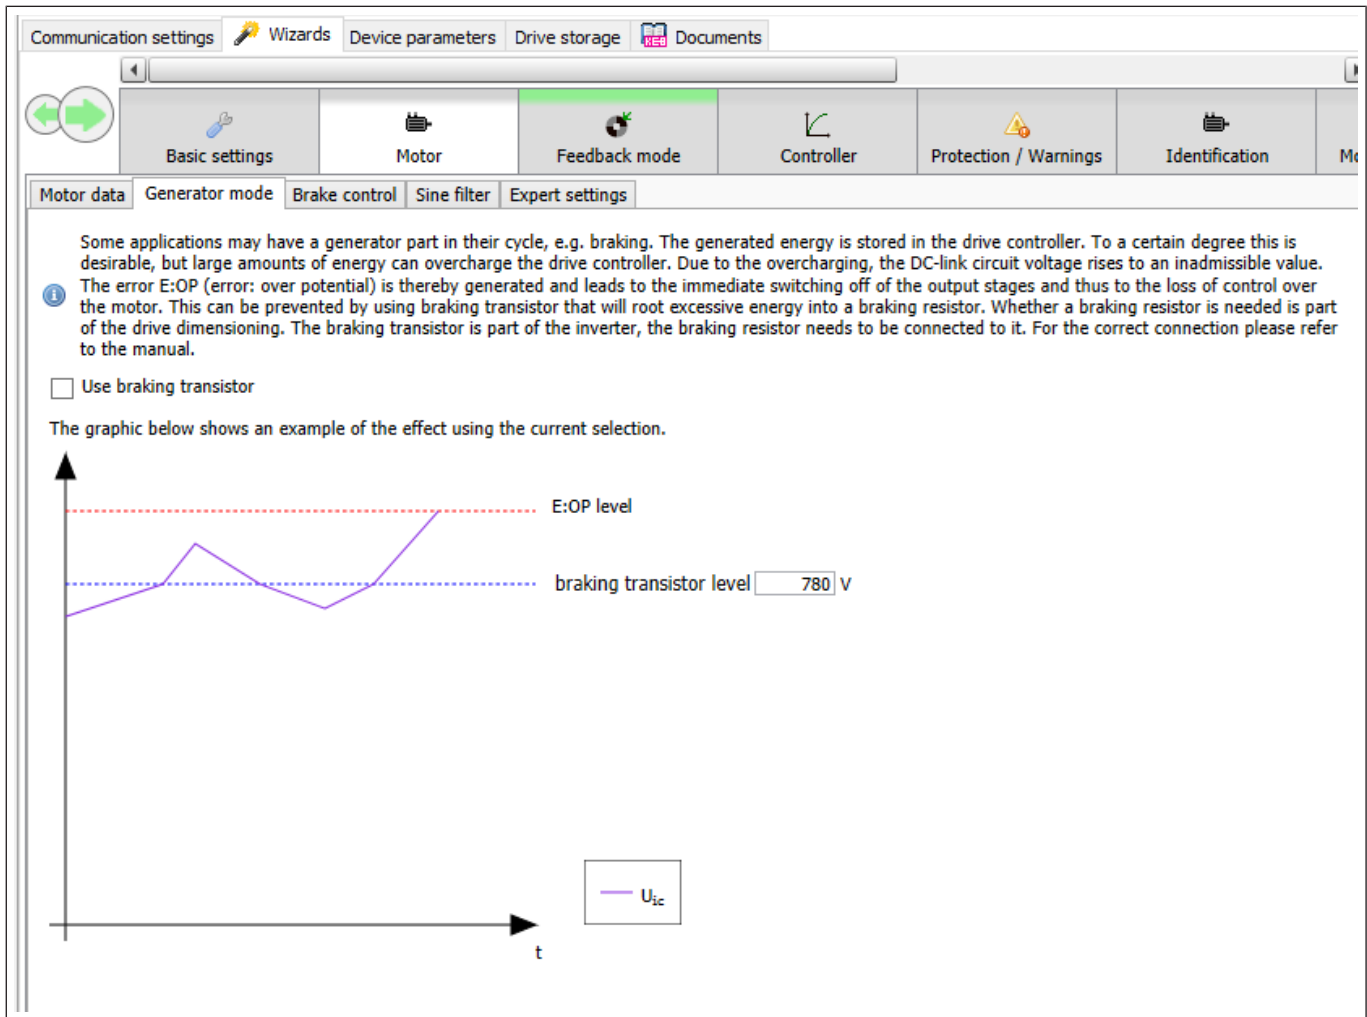 Communication settings Wizards Device parameters Drive storage KEB Documents
Basic settings Motor Feedback mode Controller Protection / Warnings Identification
Motor data Generator mode Brake control Sine filter Expert settings
Some applications may have a generator part in their cycle, e.g. braking. The generated energy is stored in the drive controller. To a certain degree this is
desirable, but large amounts of energy can overcharge the drive controller. Due to the overcharging, the DC-link circuit voltage rises to an inadmissible value.
The error E:OP (error: over potential) is thereby generated and leads to the immediate switching off of the output stages and thus to the loss of control over
the motor. This can be prevented by using braking transistor that will root excessive energy into a braking resistor. Whether a braking resistor is needed is part
of the drive dimensioning. The braking transistor is part of the inverter, the braking resistor needs to be connected to it. For the correct connection please refer
to the manual.
Use braking transistor
The graphic below shows an example of the effect using the current selection.
E:OP level
braking transistor level 780 V
Uic
t